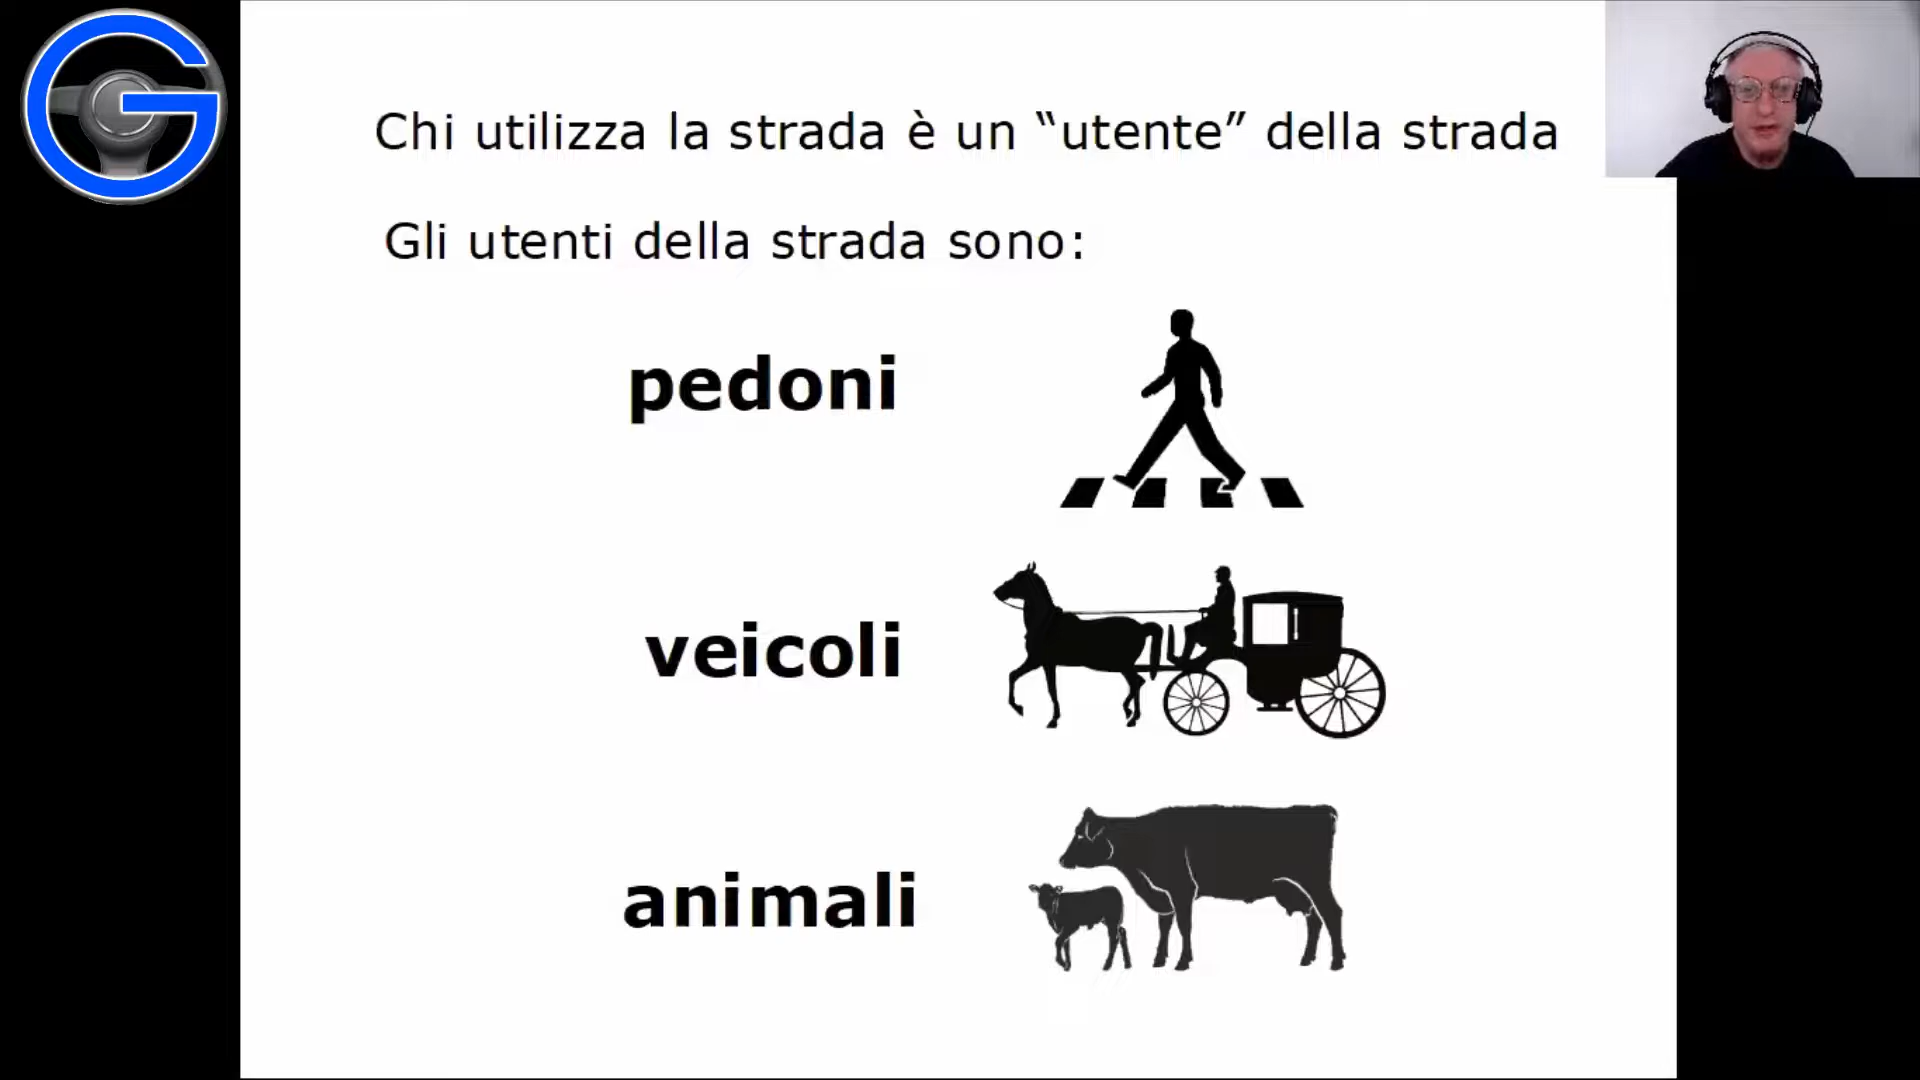 G
Chi utilizza la strada è un “utente” della strada
Gli utenti della strada sono:
pedoni
veicoli
animali